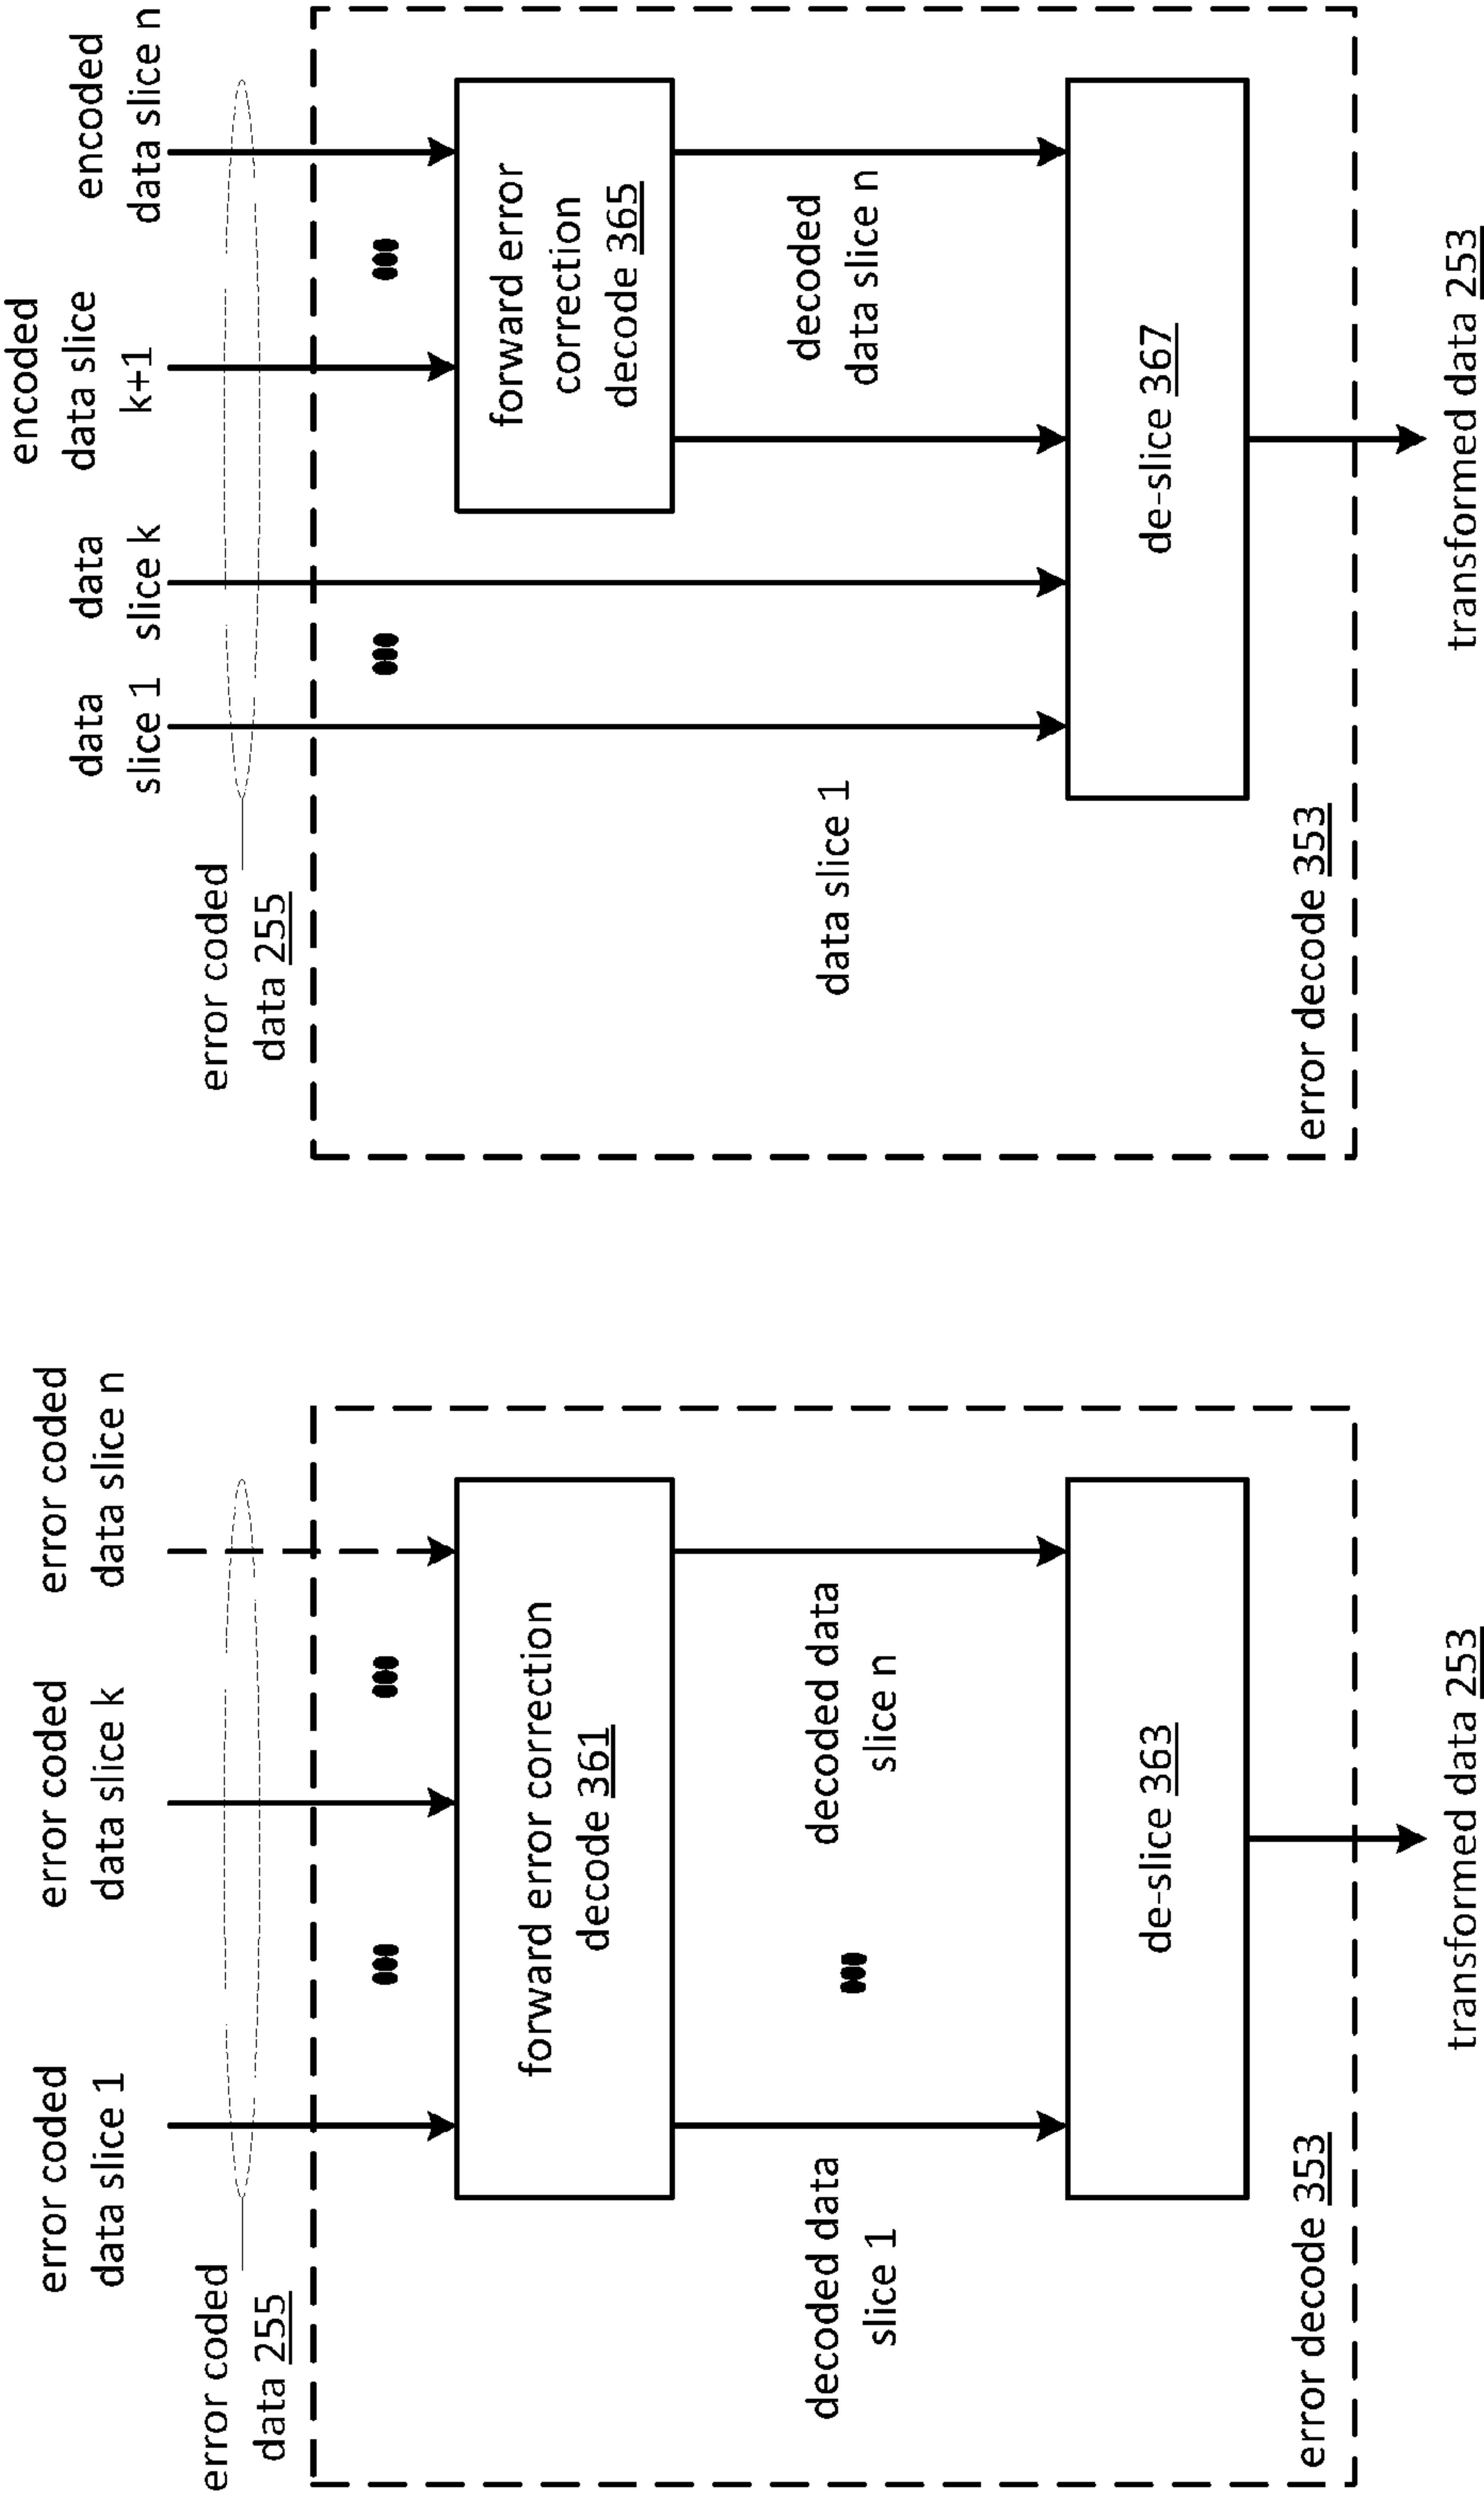 error coded
data slice 1
error coded
data slice k
error coded
data slice n
error coded
data 255
forward error correction
decode 361
decoded data
slice 1
decoded data
slice n
de-slice 363
error decode 353
transformed data 253
data
slice 1
data
slice k
encoded
data slice
k+1
encoded
data slice n
error coded
data 255
forward error
correction
decode 365
data slice 1
decoded
data slice n
de-slice 367
error decode 353
transformed data 253